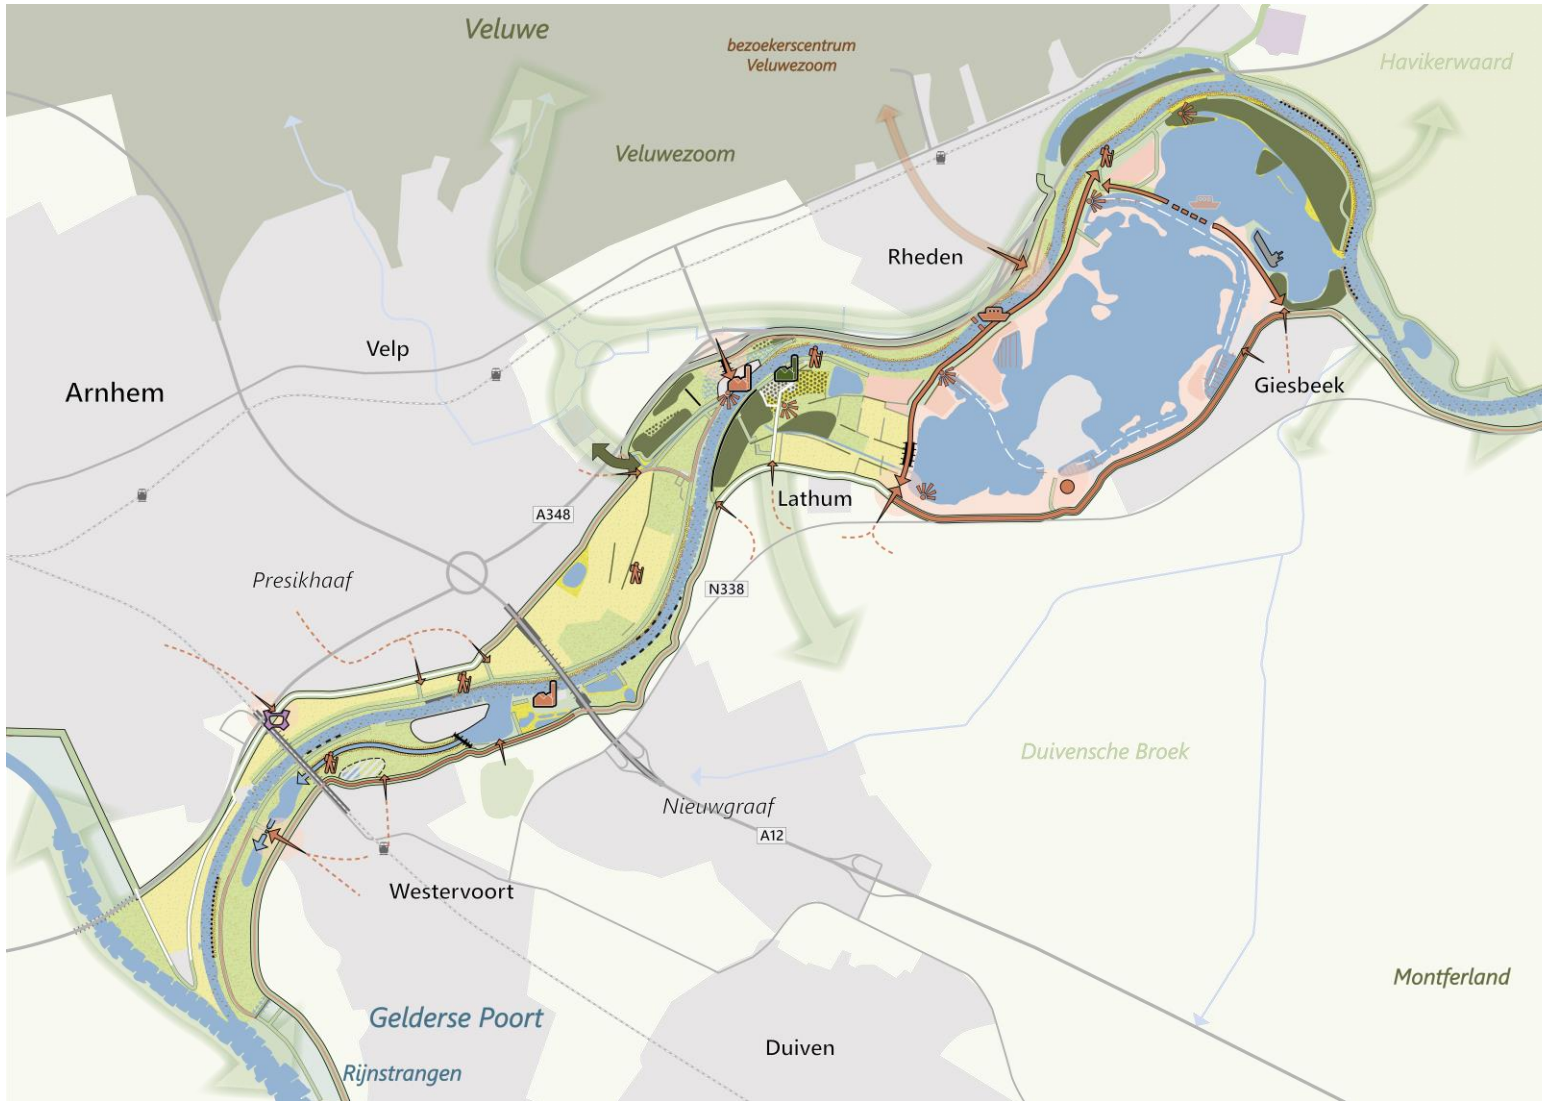 Veluwe
bezoekerscentrum
Veluwezoom
Havikerwaard
Veluwezoom
Rheden
Velp
Arnhem
Giesbeek
Lathum
A348
Presikhaaf
N338
Duivensche Broek
Nieuwgraaf
A12
Westervoort
Montferland
Gelderse Poort
Duiven
Rijnstrangen